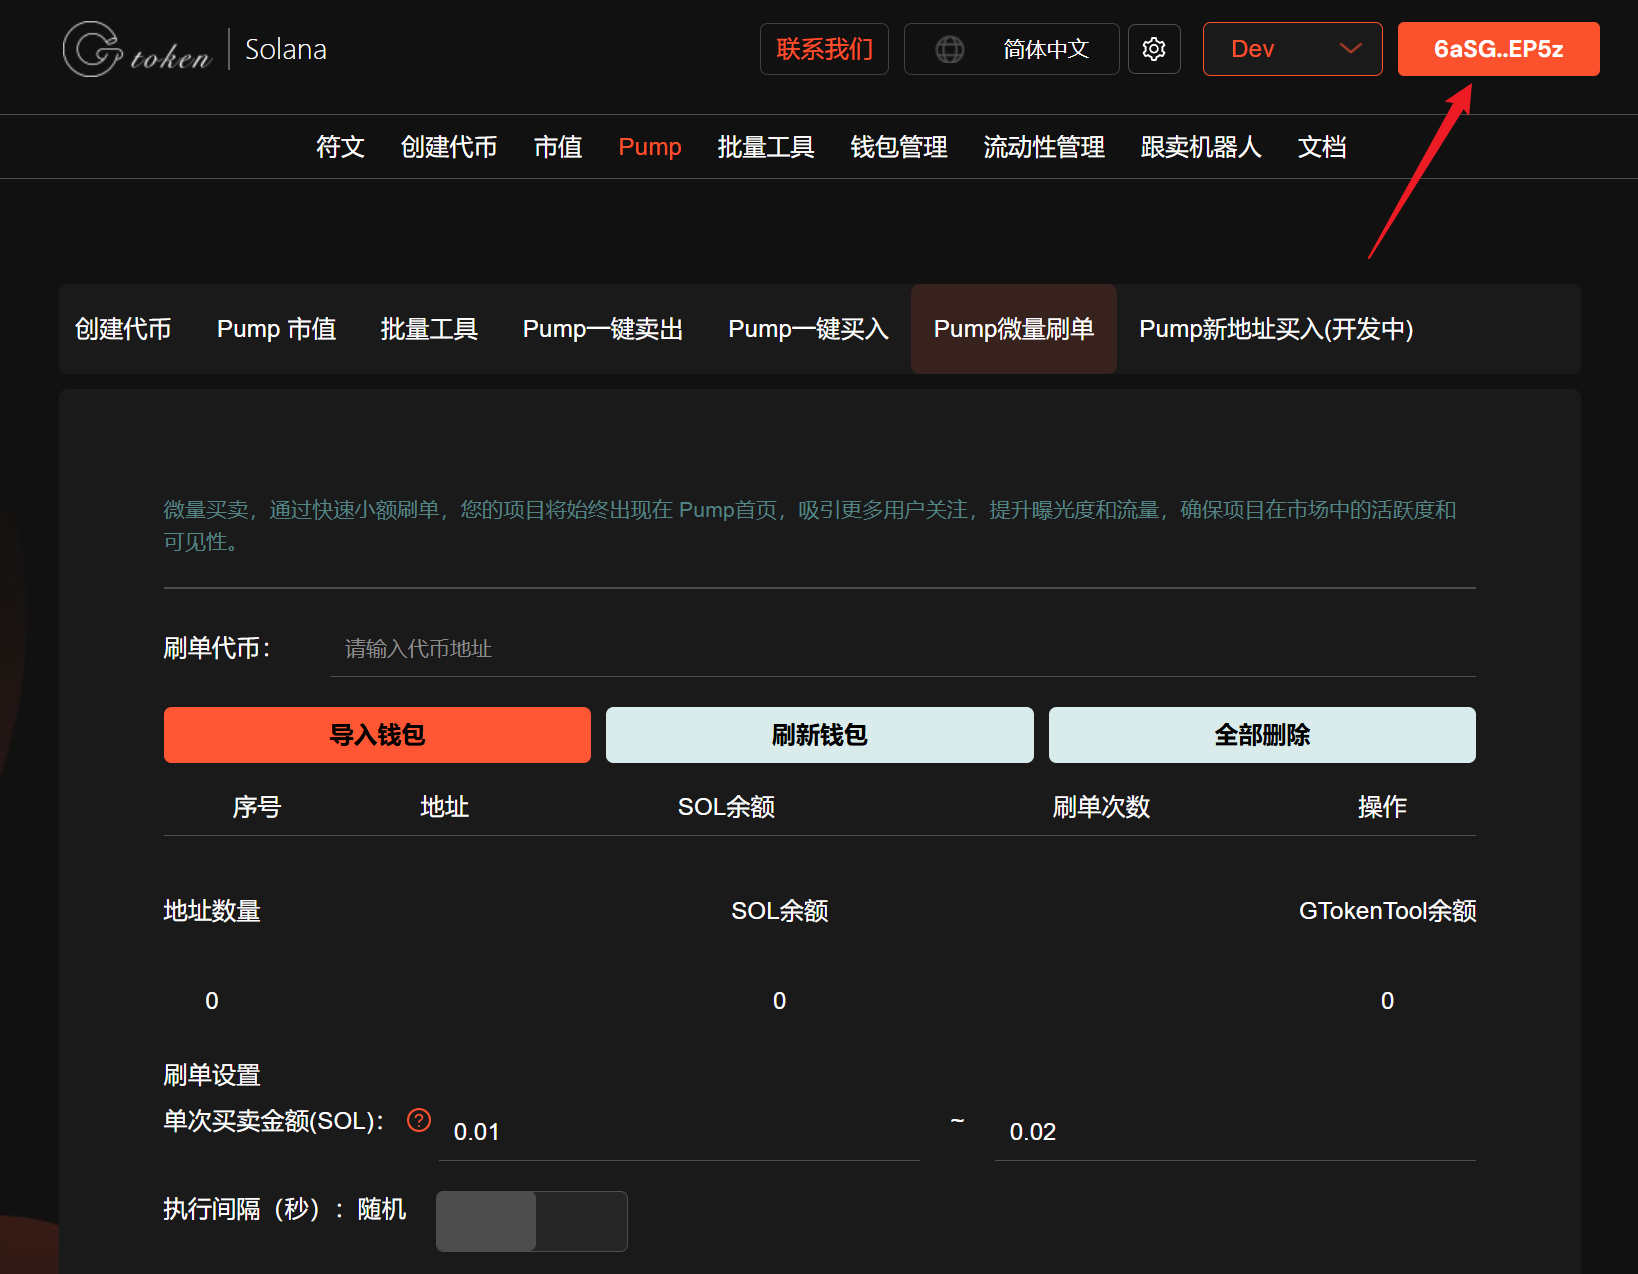 Gtoken Solana 联系我们 简体中文 Dev 6aSG..EP5z
符文 创建代币 市值 Pump 批量工具 钱包管理 流动性管理 跟卖机器人 文档
创建代币 Pump 市值 批量工具 Pump一键卖出 Pump一键买入 Pump微量刷单 Pump新地址买入(开发中)
微量买卖，通过快速小额刷单，您的项目将始终出现在 Pump首页，吸引更多用户关注，提升曝光度和流量，确保项目在市场中的活跃度和
可见性。
刷单代币： 请输入代币地址
导入钱包 刷新钱包 全部删除
序号 地址 SOL余额 刷单次数 操作
地址数量 SOL余额 GTokenTool余额
0 0 0
刷单设置
单次买卖金额(SOL)： ? 0.01 ~ 0.02
执行间隔（秒）：随机